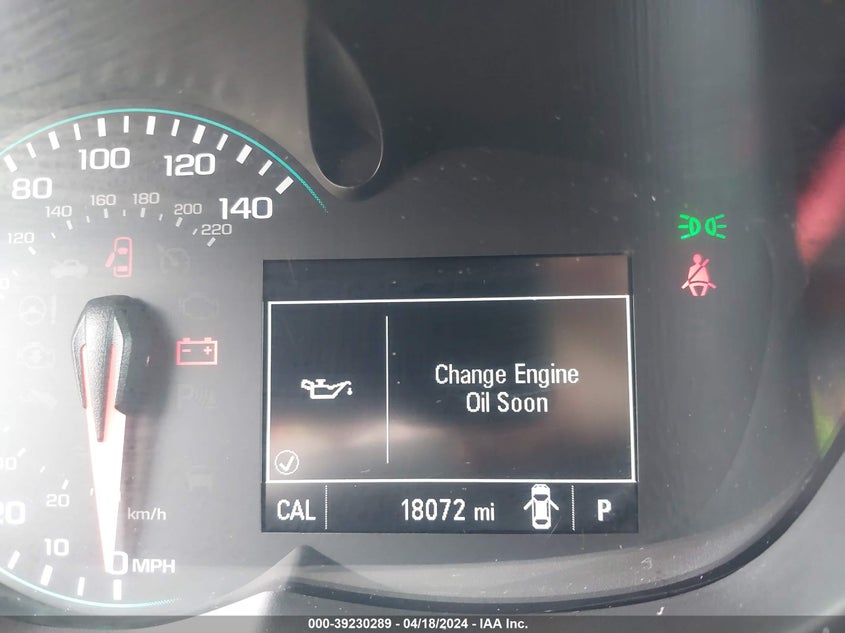 80 100 120 140
120 140 160 180 200 220
Change Engine
Oil Soon
CAL 18072 mi P
20 km/h
10
0 MPH
000-39230289 - 04/18/2024 - IAA Inc.